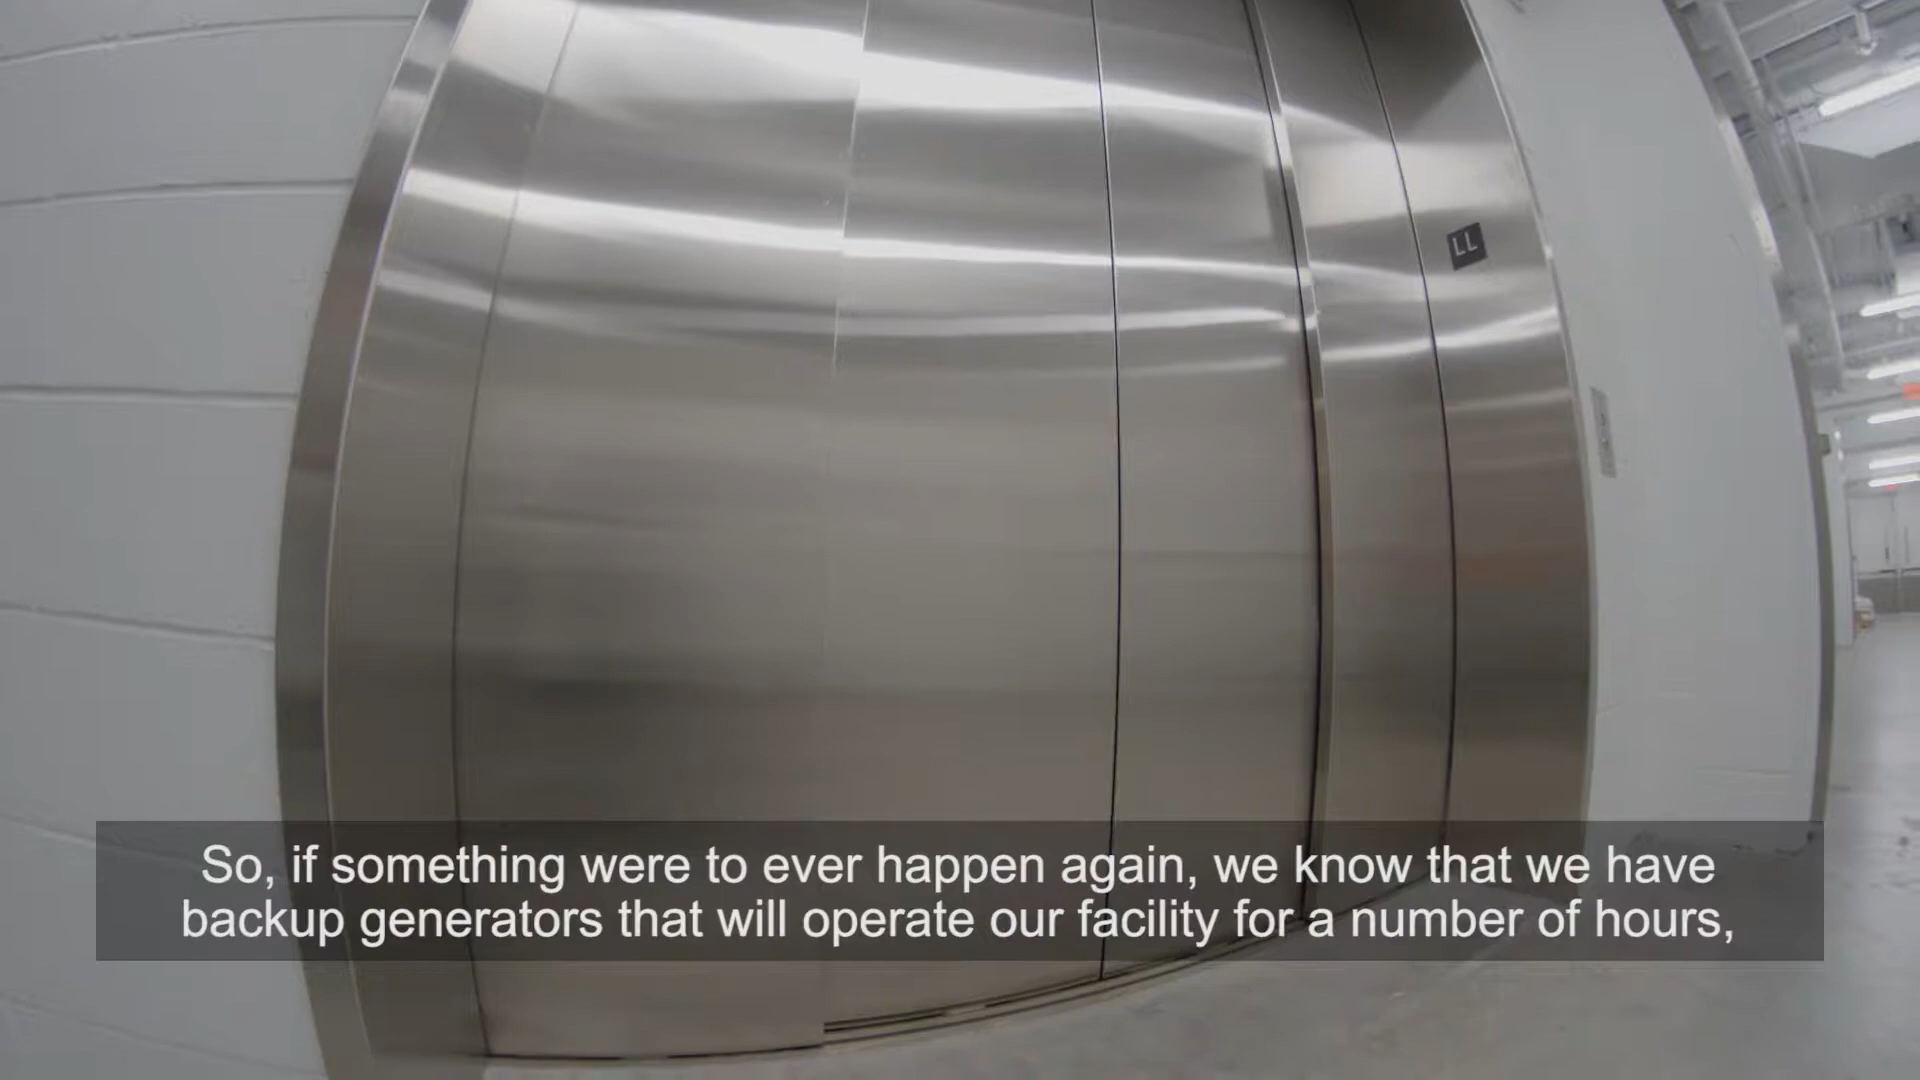 LL
So, if something were to ever happen again, we know that we have
backup generators that will operate our facility for a number of hours,